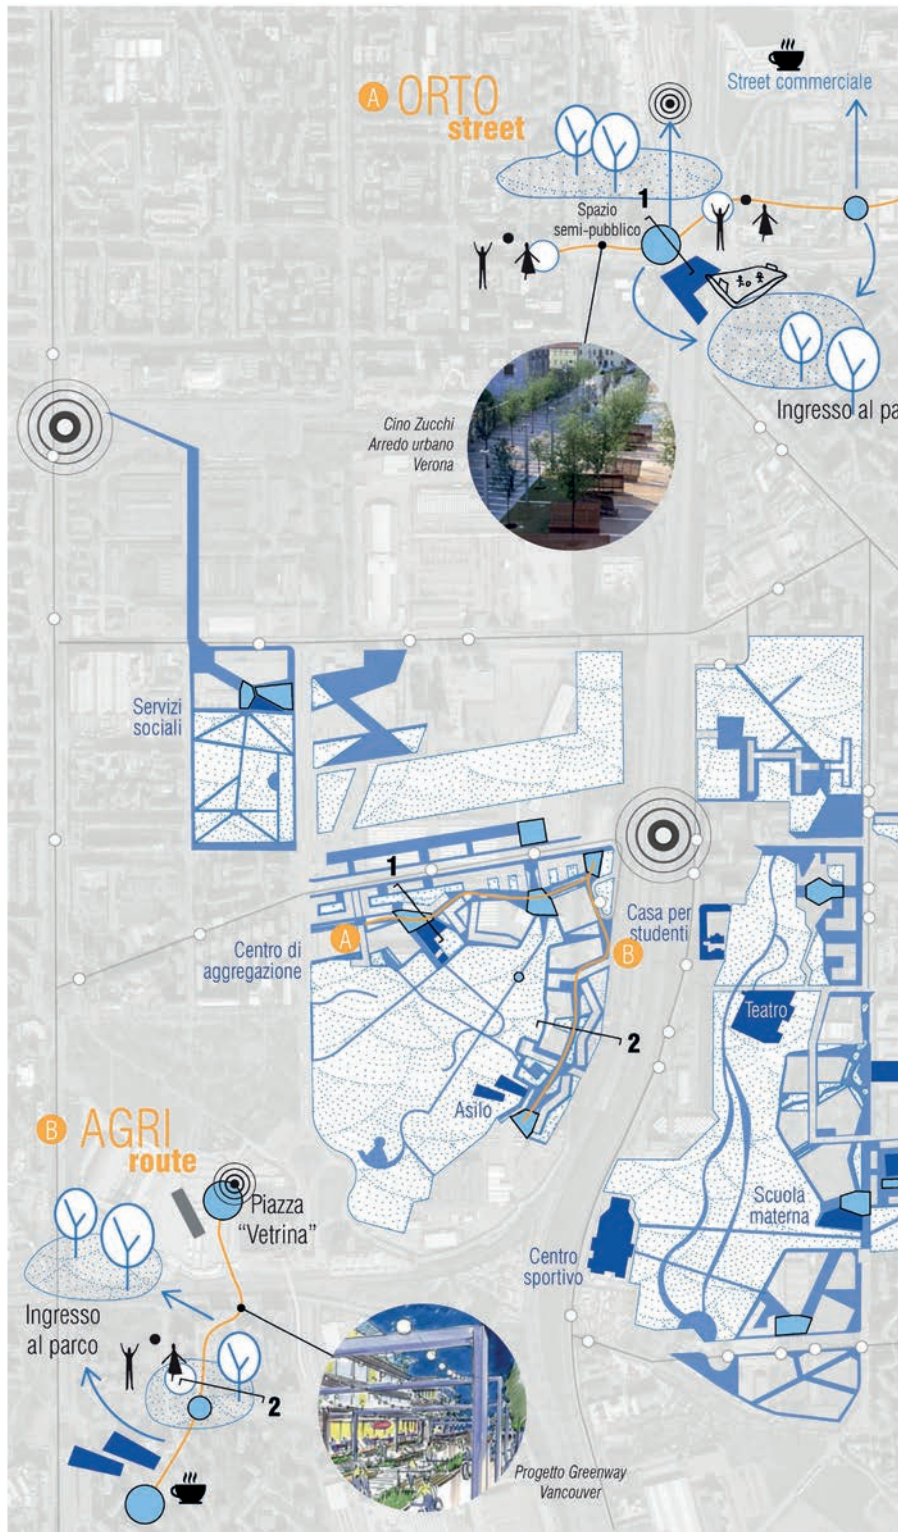 A ORTO
street
Street commerciale
1
Spazio
semi-pubblico
Ingresso al pa
Cino Zucchi
Arredo urbano
Verona
Servizi
sociali
1
A
Centro di
aggregazione
Casa per
studenti
B
Teatro
2
Asilo
B AGRI
route
Piazza
"Vetrina"
Scuola
materna
Centro
sportivo
Ingresso
al parco
2
Progetto Greenway
Vancouver